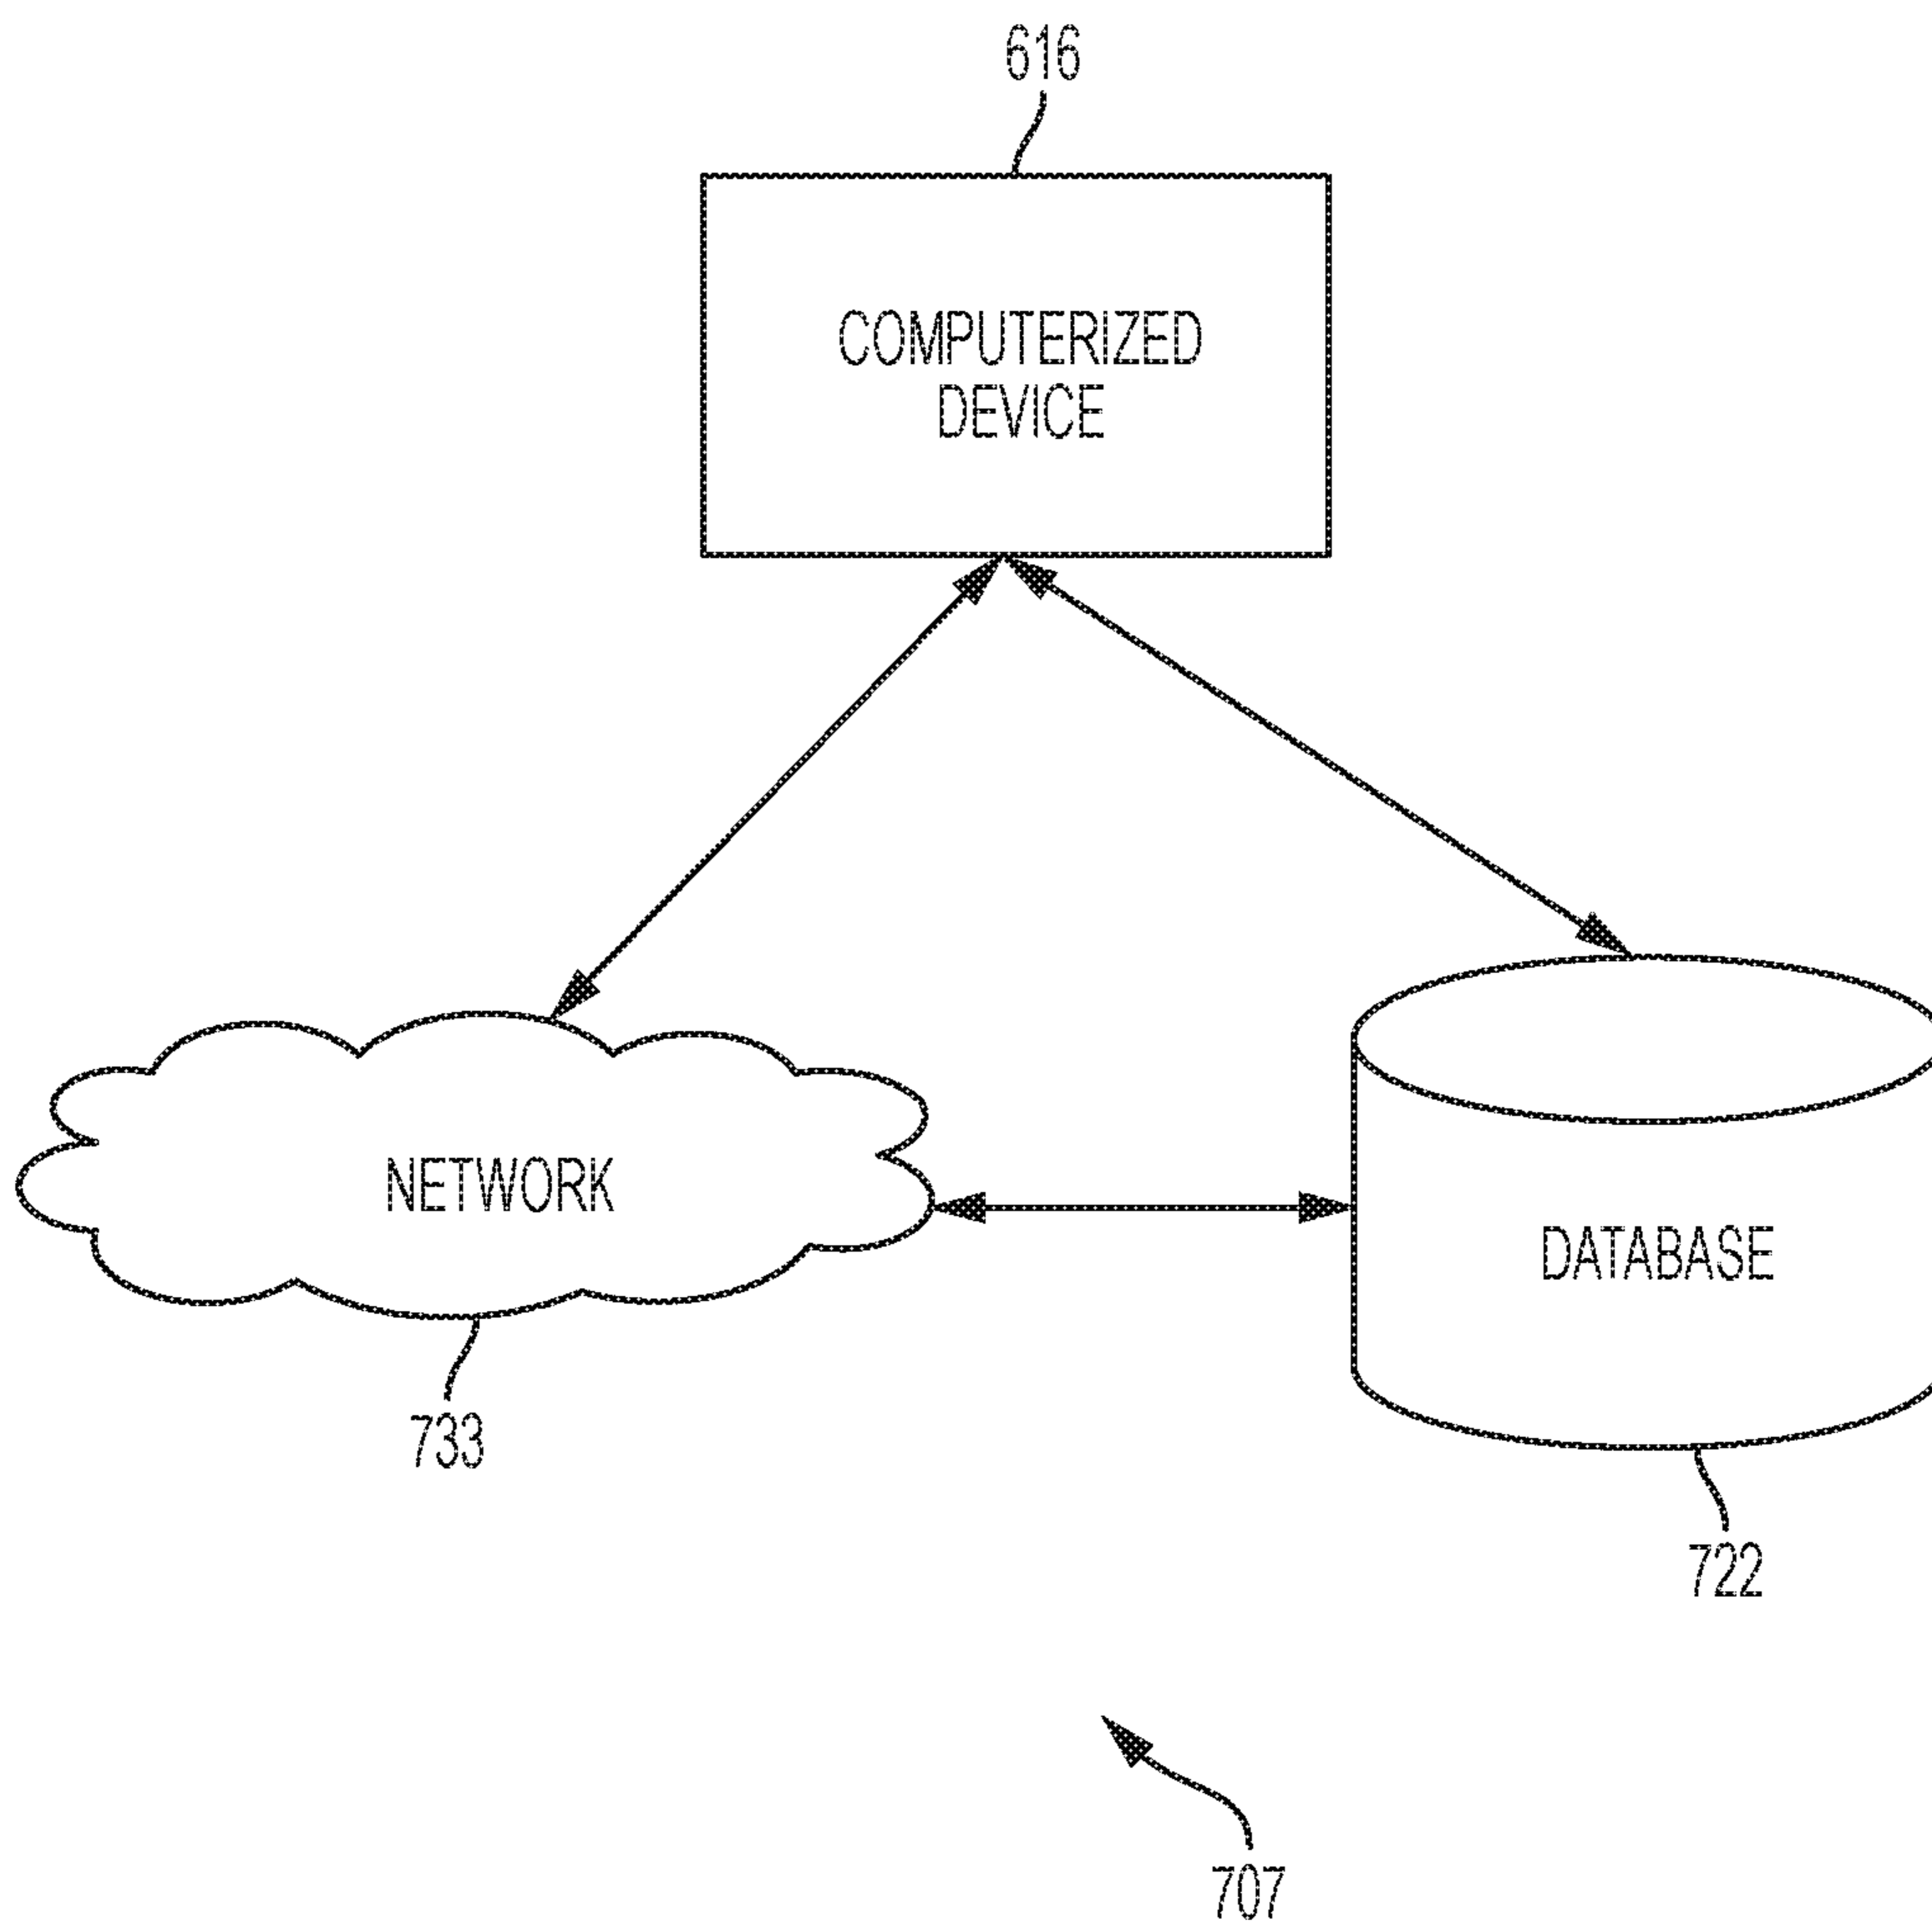 616
COMPUTERIZED
DEVICE
NETWORK
DATABASE
733
722
707